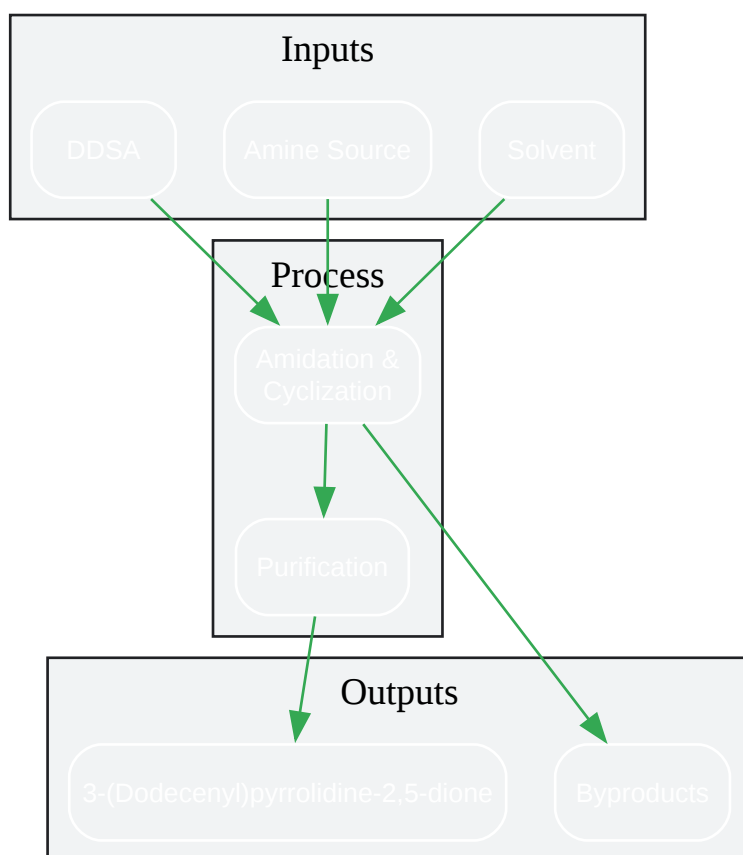 Inputs
DDSA
Amine Source
Solvent
Process
Amidation &
Cyclization
Purification
Outputs
3-(Dodecenyl)pyrrolidine-2,5-dione
Byproducts